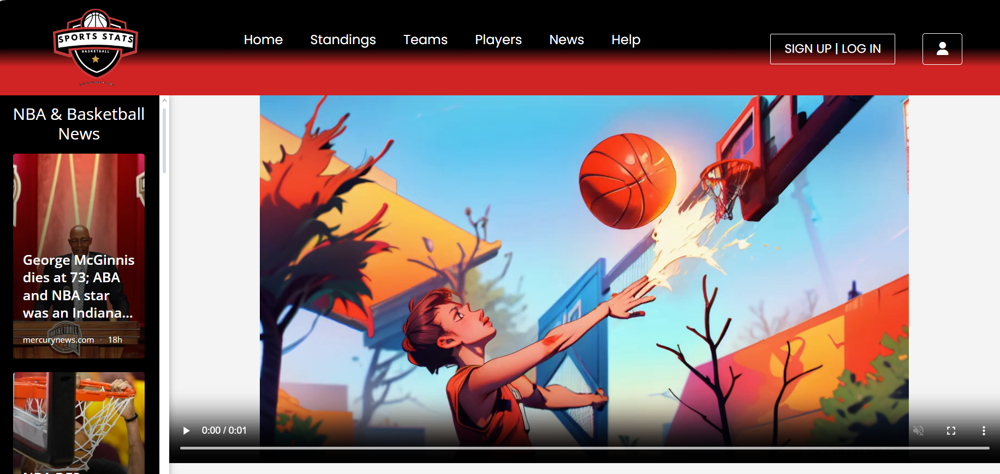 SPORTS STATS
BASKETBALL
Home
Standings
Teams
Players
News
Help
SIGN UP | LOG IN
NBA & Basketball
News
George McGinnis
dies at 73; ABA
and NBA star
was an Indiana...
mercurynews.com · 18h
0:00 / 0:01